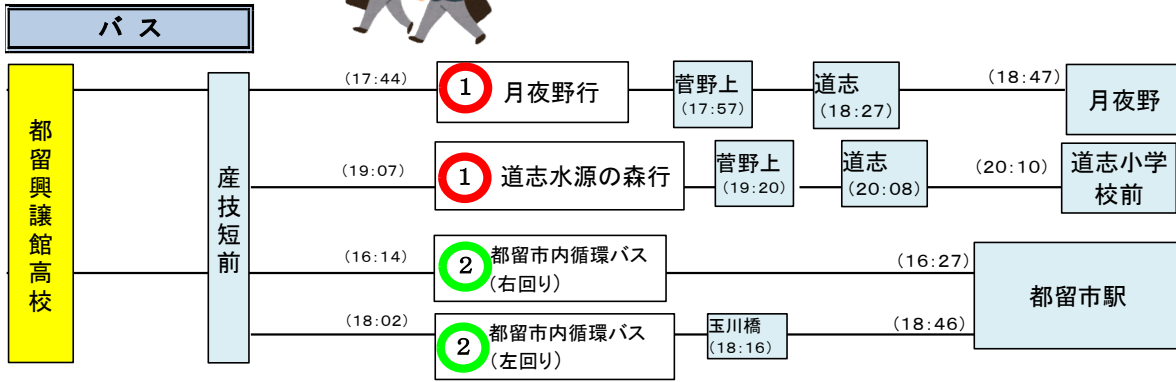 バ ス
都留興譲館高校
産技短前
(17:44)
1
月夜野行
菅野上
(17:57)
道志
(18:27)
(18:47)
月夜野
(19:07)
1
道志水源の森行
菅野上
(19:20)
道志
(20:08)
(20:10)
道志小学
校前
(16:14)
2
都留市内循環バス
(右回り)
(16:27)
都留市駅
(18:02)
2
都留市内循環バス
(左回り)
玉川橋
(18:16)
(18:46)